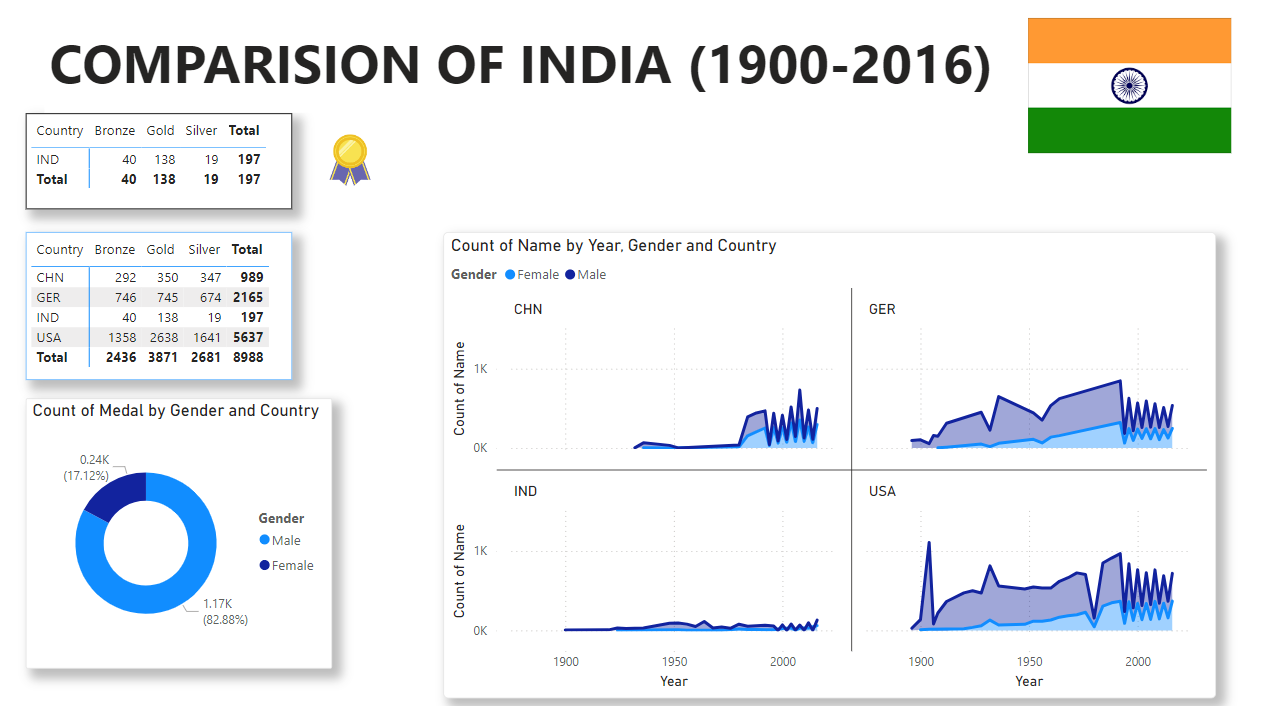 COMPARISION OF INDIA (1900-2016)
Country Bronze Gold Silver Total
IND 40 138 19 197
Total 40 138 19 197
Country Bronze Gold Silver Total
CHN 292 350 347 989
GER 746 745 674 2165
IND 40 138 19 197
USA 1358 2638 1641 5637
Total 2436 3871 2681 8988
Count of Medal by Gender and Country
0.24K
(17.12%)
Gender
Male
Female
1.17K
(82.88%)
Count of Name by Year, Gender and Country
Gender Female Male
CHN GER
Count of Name
1K
0K
IND USA
Count of Name
1K
0K
1900 1950 2000 1900 1950 2000
Year Year